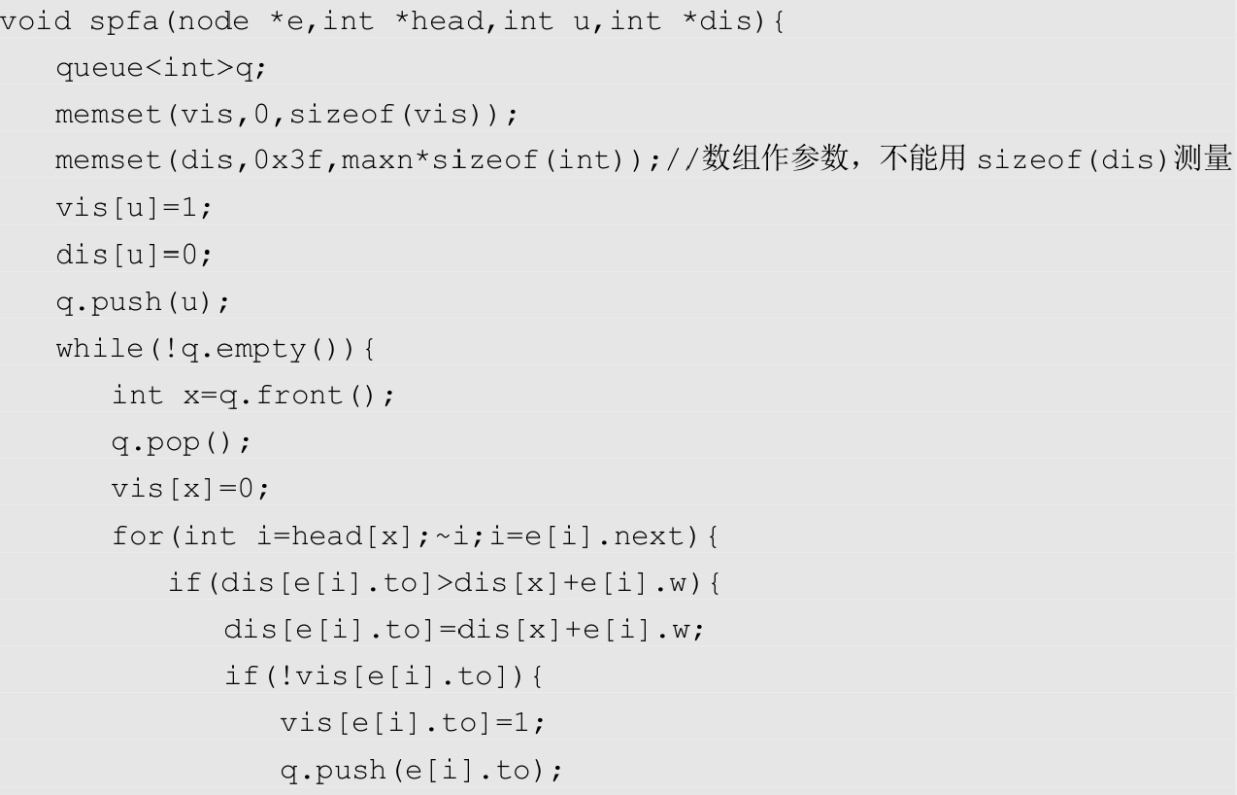 void spfa(node *e,int *head,int u,int *dis){
    queue<int>q;
    memset(vis,0,sizeof(vis));
    memset(dis,0x3f,maxn*sizeof(int));//数组作参数，不能用 sizeof(dis)测量
    vis[u]=1;
    dis[u]=0;
    q.push(u);
    while(!q.empty()){
        int x=q.front();
        q.pop();
        vis[x]=0;
        for(int i=head[x];~i;i=e[i].next){
            if(dis[e[i].to]>dis[x]+e[i].w){
                dis[e[i].to]=dis[x]+e[i].w;
                if(!vis[e[i].to]){
                    vis[e[i].to]=1;
                    q.push(e[i].to);